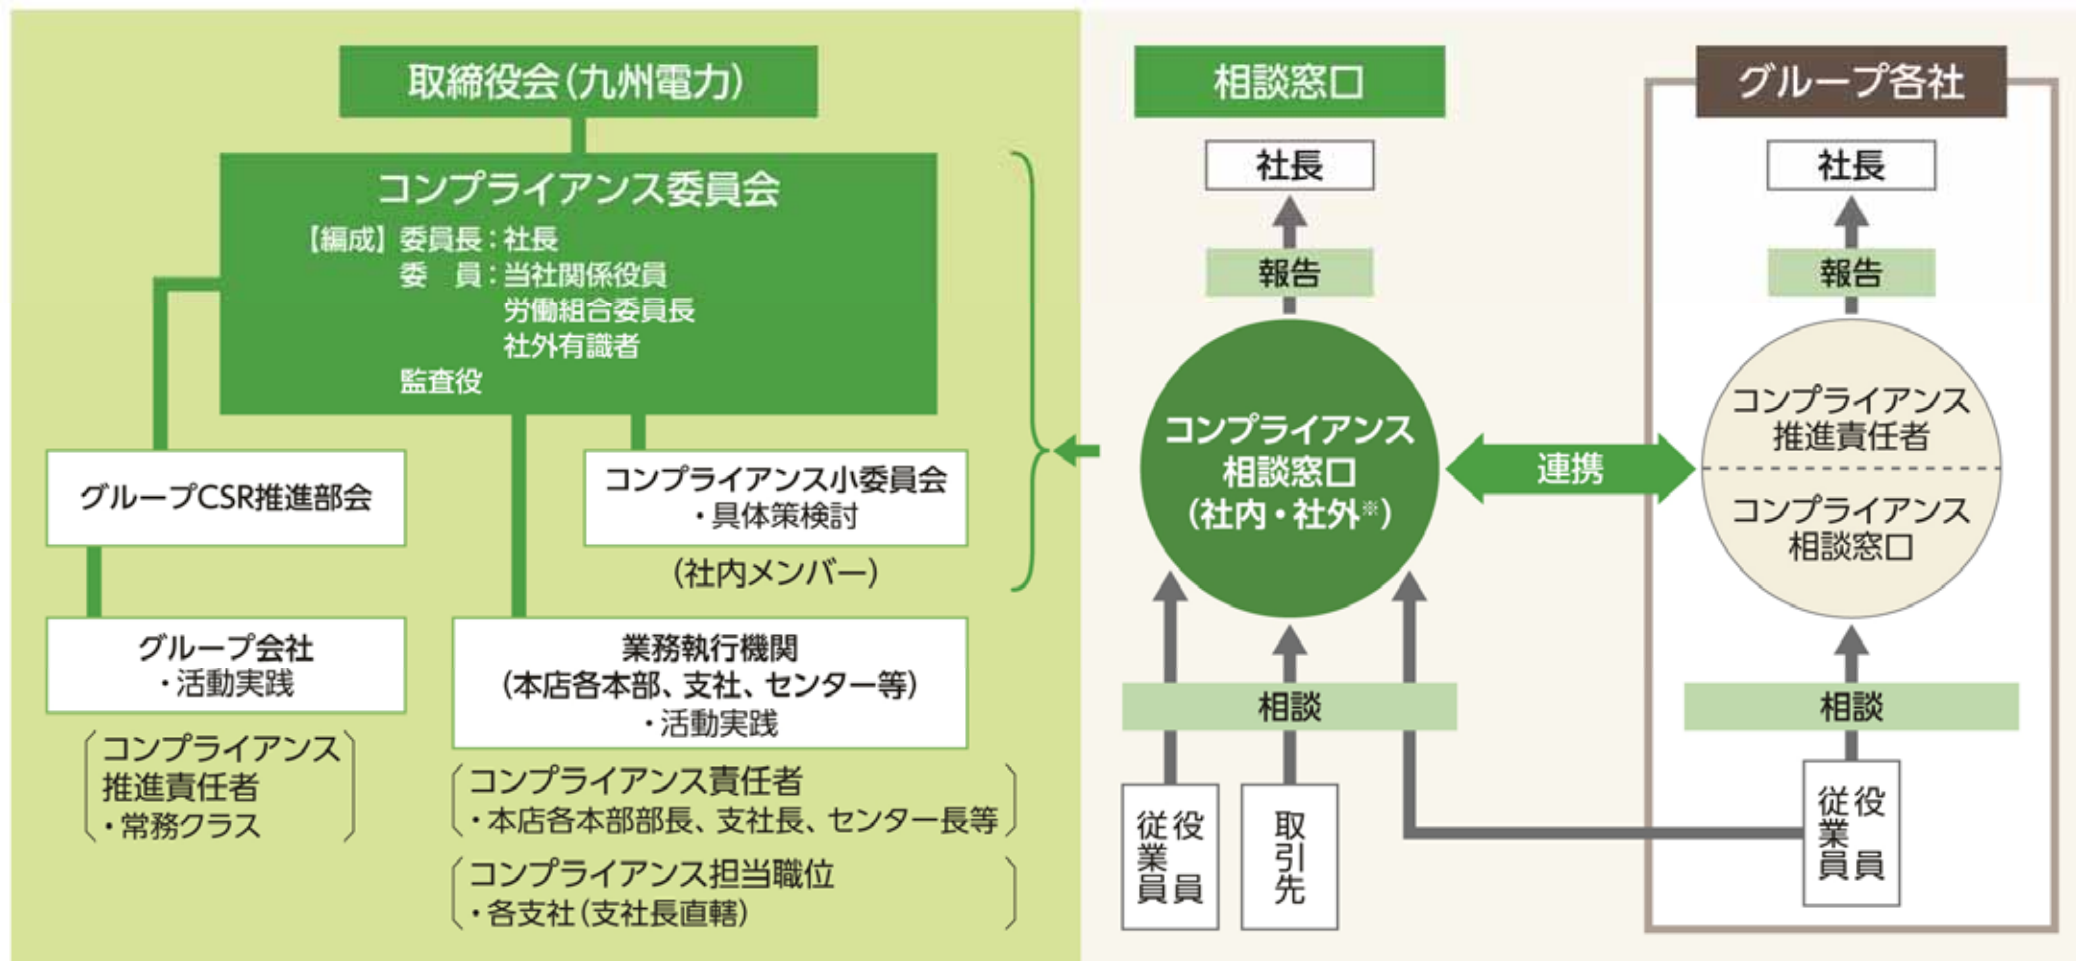 取締役会（九州電力）
コンプライアンス委員会
【編成】委員長：社長
委　員：当社関係役員
労働組合委員長
社外有識者
監査役
グループCSR推進部会
コンプライアンス小委員会
・具体策検討
（社内メンバー）
グループ会社
・活動実践
コンプライアンス
推進責任者
・常務クラス
業務執行機関
（本店各本部、支社、センター等）
・活動実践
コンプライアンス責任者
・本店各本部部長、支社長、センター長等
コンプライアンス担当職位
・各支社（支社長直轄）
相談窓口
社長
報告
コンプライアンス
相談窓口
（社内・社外※）
連携
相談
役員
従業員
取引先
グループ各社
社長
報告
コンプライアンス
推進責任者
コンプライアンス
相談窓口
相談
役員
従業員